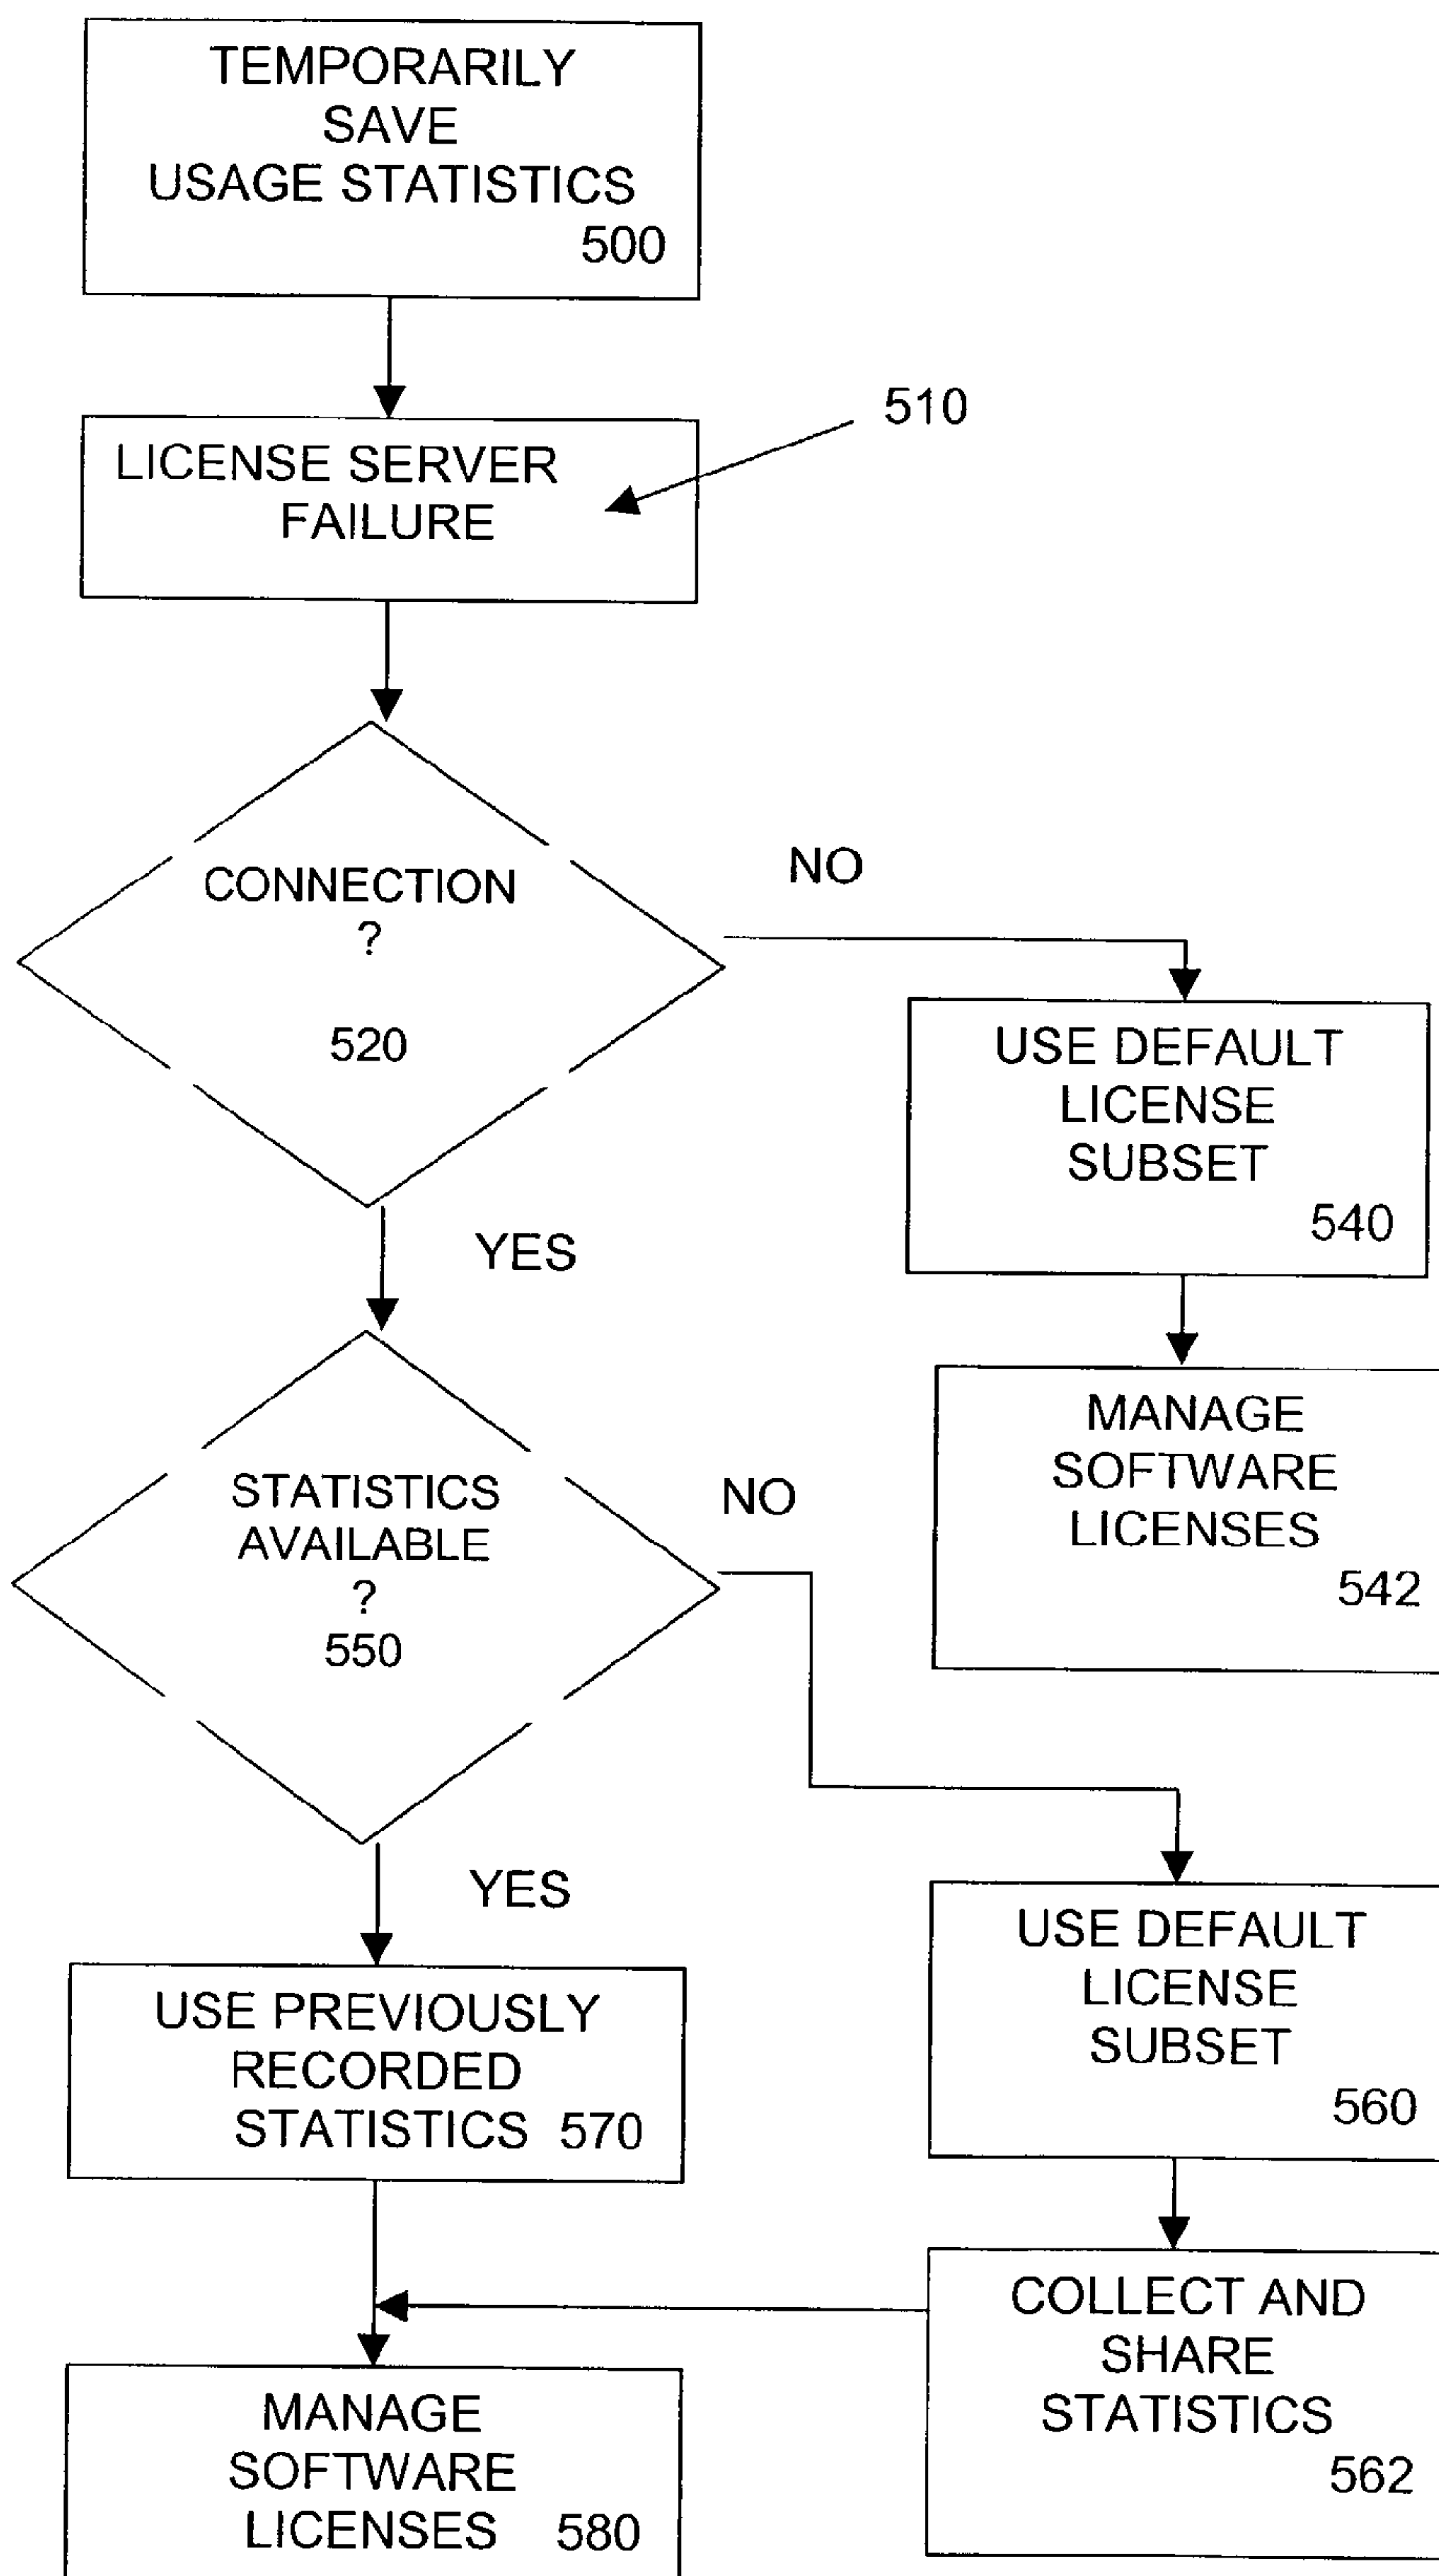 TEMPORARILY
SAVE
USAGE STATISTICS
500
510
LICENSE SERVER
FAILURE
CONNECTION
?
520
NO
USE DEFAULT
LICENSE
SUBSET
540
YES
MANAGE
SOFTWARE
LICENSES
542
STATISTICS
AVAILABLE
?
550
NO
YES
USE DEFAULT
LICENSE
SUBSET
560
USE PREVIOUSLY
RECORDED
STATISTICS 570
COLLECT AND
SHARE
STATISTICS
562
MANAGE
SOFTWARE
LICENSES 580